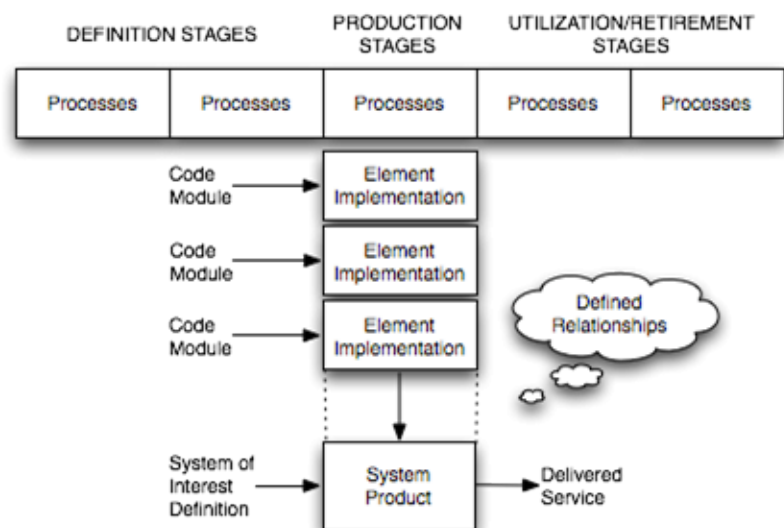 DEFINITION STAGES
PRODUCTION
STAGES
UTILIZATION/RETIREMENT
STAGES
Processes
Processes
Processes
Processes
Processes
Code
Module
Element
Implementation
Code
Module
Element
Implementation
Code
Module
Element
Implementation
Defined
Relationships
System of
Interest
Definition
System
Product
Delivered
Service